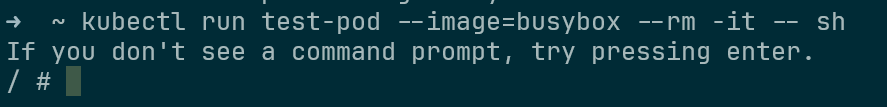 ➜  ~ kubectl run test-pod --image=busybox --rm -it -- sh
If you don't see a command prompt, try pressing enter.
/ #